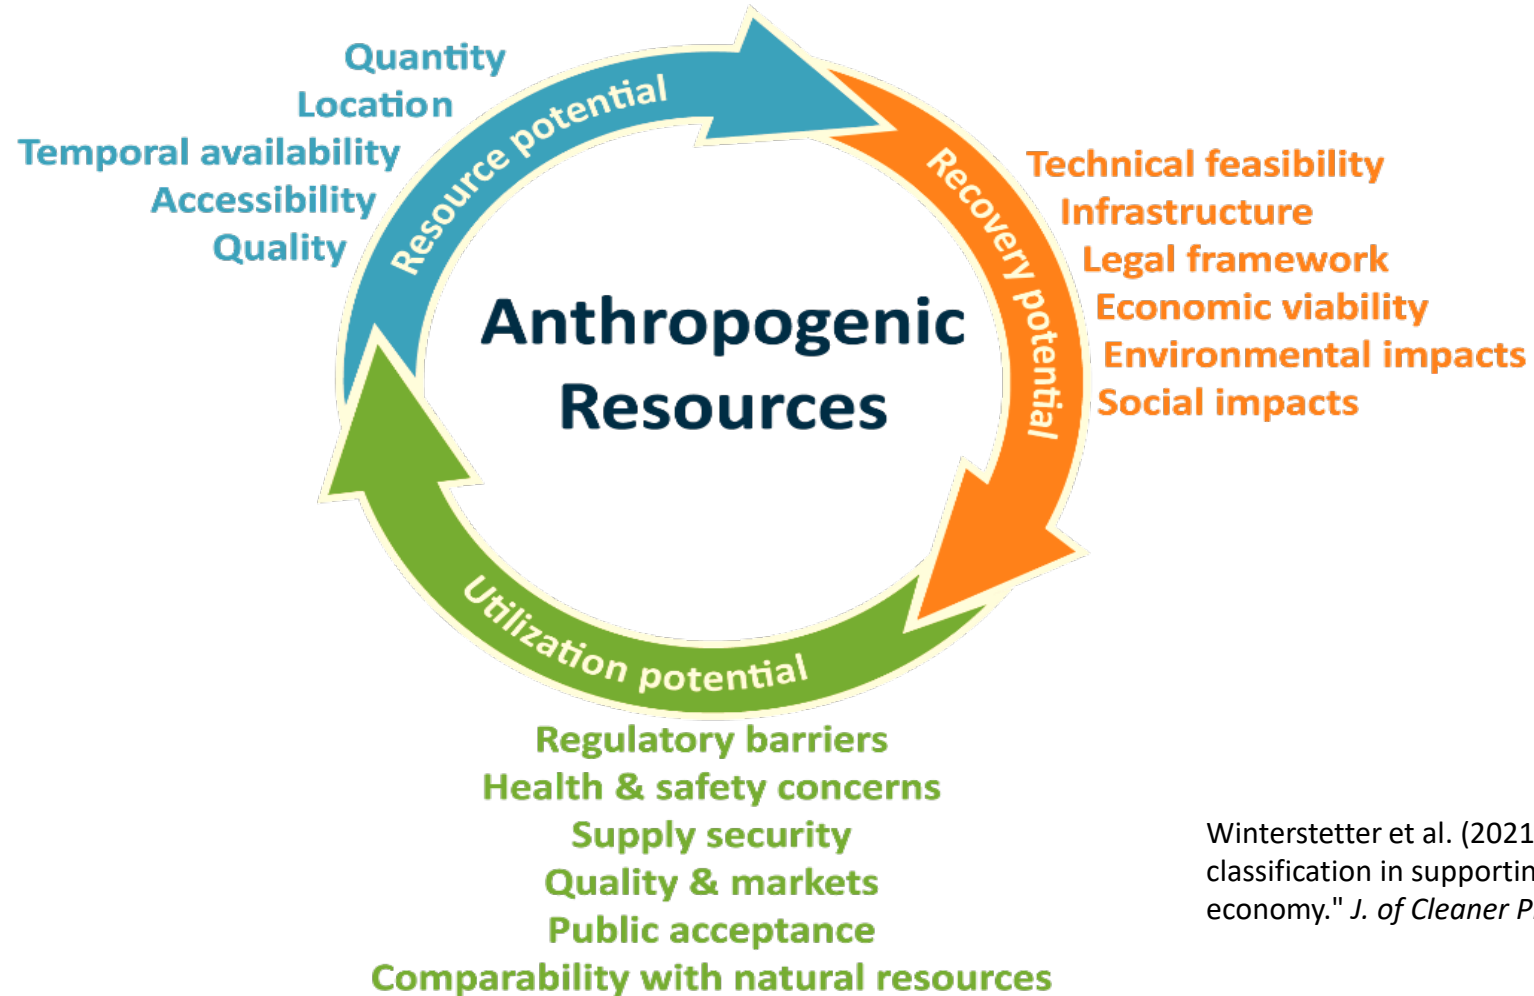 Quantity
Location
Temporal availability
Accessibility
Quality
Resource potential
Recovery potential
Technical feasibility
Infrastructure
Legal framework
Economic viability
Environmental impacts
Social impacts
Anthropogenic
Resources
Utilization potential
Regulatory barriers
Health & safety concerns
Supply security
Quality & markets
Public acceptance
Comparability with natural resources
Winterstetter et al. (2021
classification in supportin
economy." J. of Cleaner P